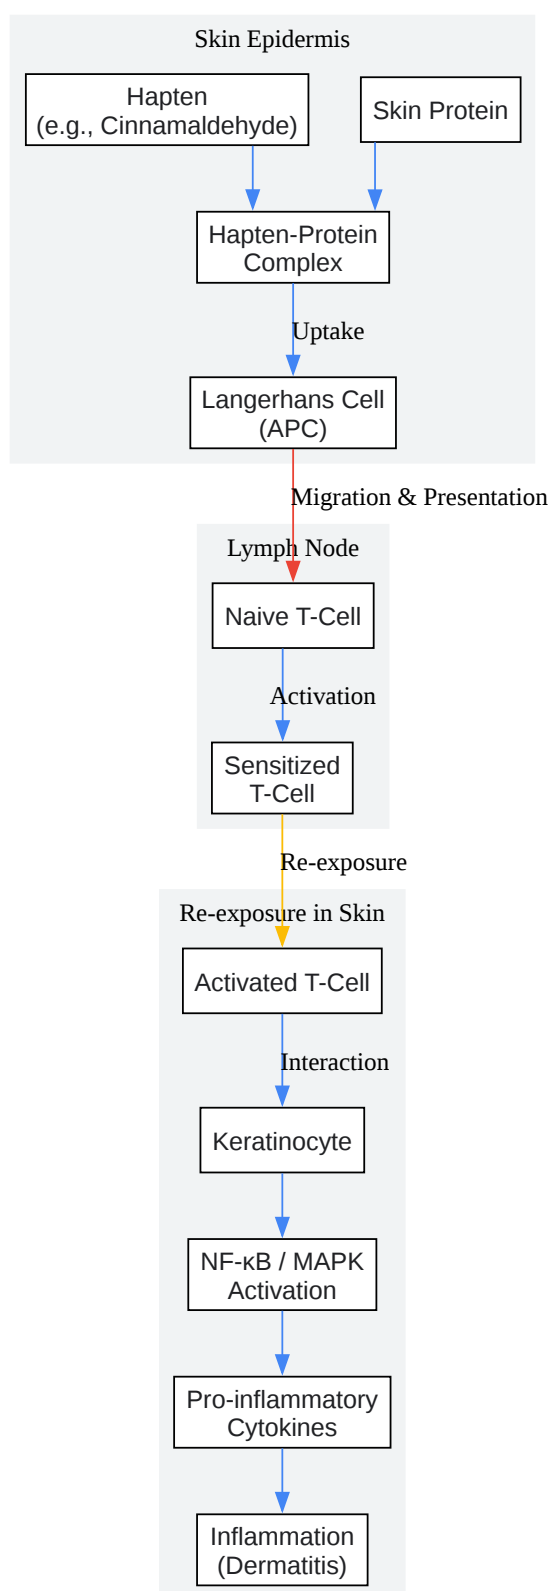 Skin Epidermis
Hapten
(e.g., Cinnamaldehyde)
Skin Protein
Hapten-Protein
Complex
Uptake
Langerhans Cell
(APC)
Migration & Presentation
Lymph Node
Naive T-Cell
Activation
Sensitized
T-Cell
Re-exposure
Re-exposure in Skin
Activated T-Cell
Interaction
Keratinocyte
NF-κB / MAPK
Activation
Pro-inflammatory
Cytokines
Inflammation
(Dermatitis)